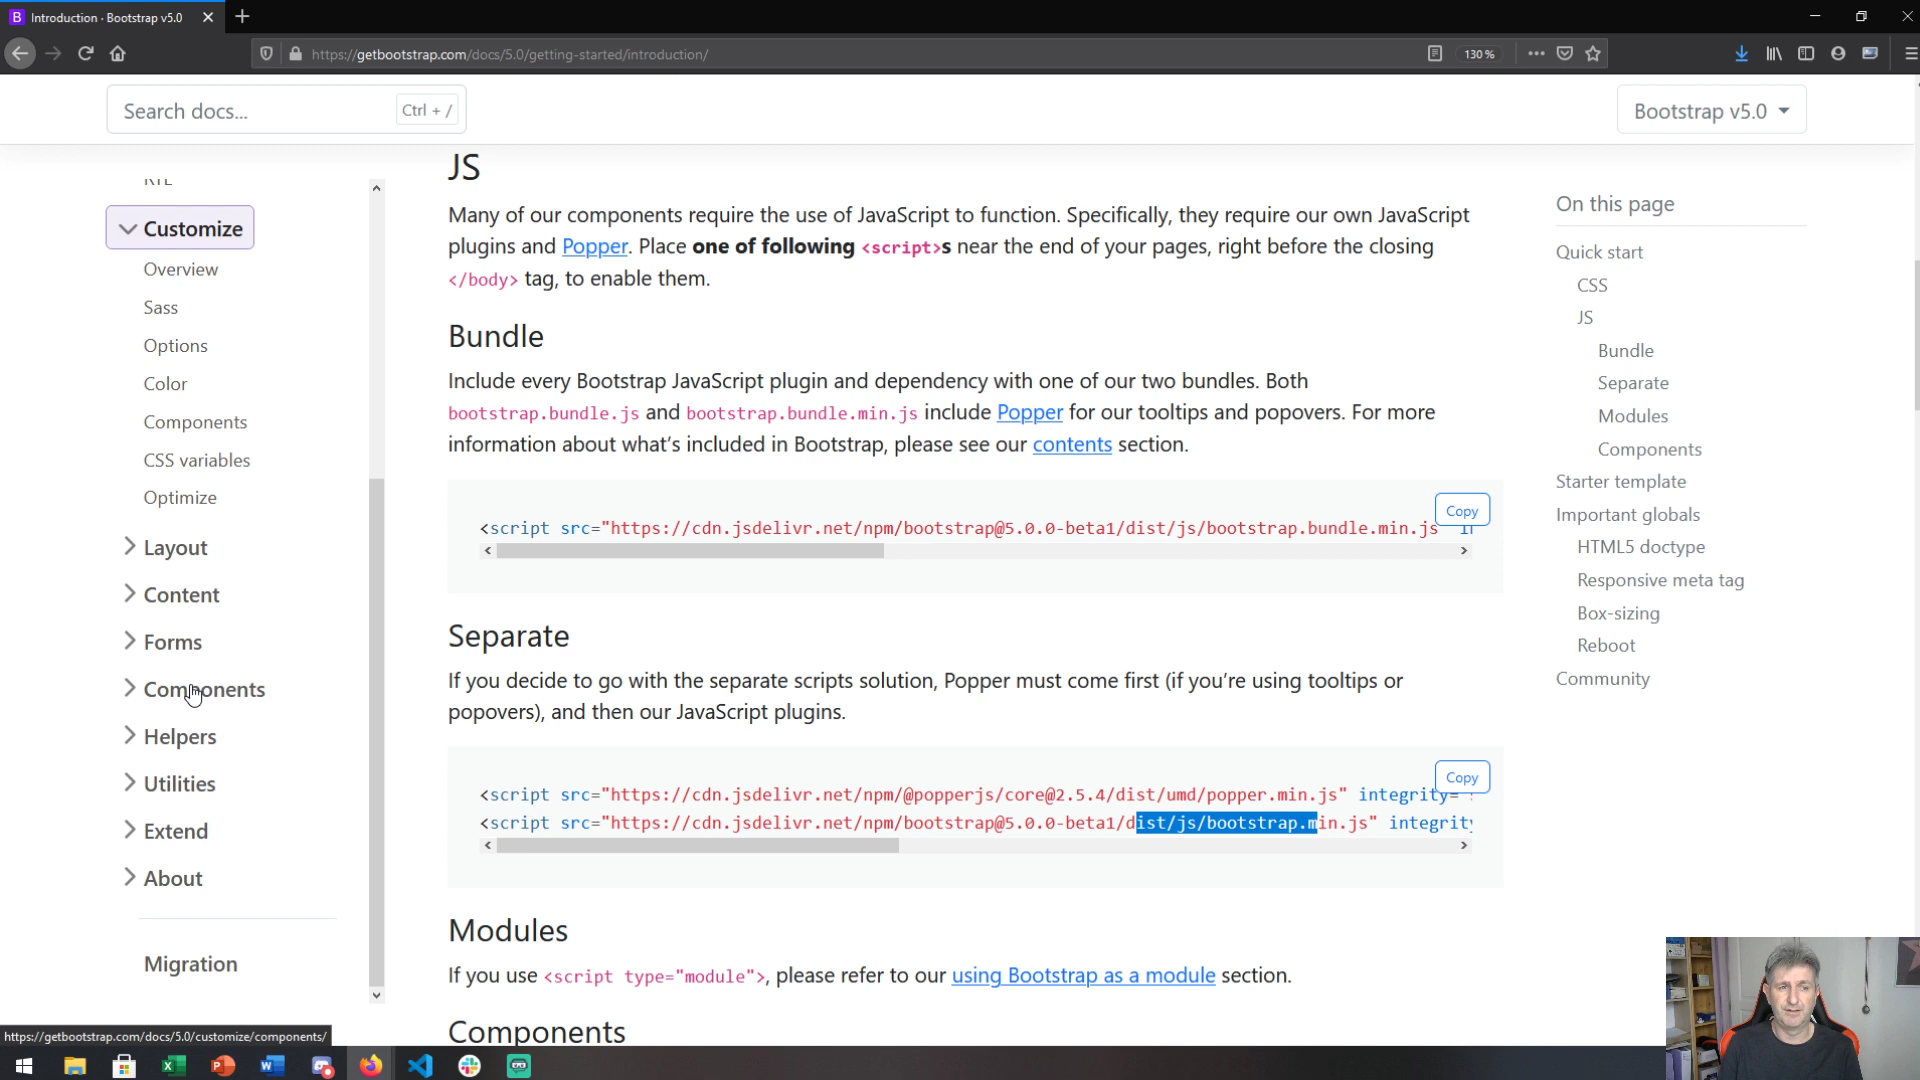 Introduction · Bootstrap v5.0
https://getbootstrap.com/docs/5.0/getting-started/introduction/
130%
Search docs...
Ctrl + /
Bootstrap v5.0
RTL
Customize
Overview
Sass
Options
Color
Components
CSS variables
Optimize
Layout
Content
Forms
Components
Helpers
Utilities
Extend
About
Migration
JS
Many of our components require the use of JavaScript to function. Specifically, they require our own JavaScript
plugins and Popper. Place one of following <script>s near the end of your pages, right before the closing
</body> tag, to enable them.
Bundle
Include every Bootstrap JavaScript plugin and dependency with one of our two bundles. Both
bootstrap.bundle.js and bootstrap.bundle.min.js include Popper for our tooltips and popovers. For more
information about what's included in Bootstrap, please see our contents section.
Copy
<script src="https://cdn.jsdelivr.net/npm/bootstrap@5.0.0-beta1/dist/js/bootstrap.bundle.min.js"
Separate
If you decide to go with the separate scripts solution, Popper must come first (if you're using tooltips or
popovers), and then our JavaScript plugins.
Copy
<script src="https://cdn.jsdelivr.net/npm/@popperjs/core@2.5.4/dist/umd/popper.min.js" integrity=
<script src="https://cdn.jsdelivr.net/npm/bootstrap@5.0.0-beta1/dist/js/bootstrap.min.js" integrity
Modules
If you use <script type="module">, please refer to our using Bootstrap as a module section.
Components
On this page
Quick start
CSS
JS
Bundle
Separate
Modules
Components
Starter template
Important globals
HTML5 doctype
Responsive meta tag
Box-sizing
Reboot
Community
https://getbootstrap.com/docs/5.0/customize/components/